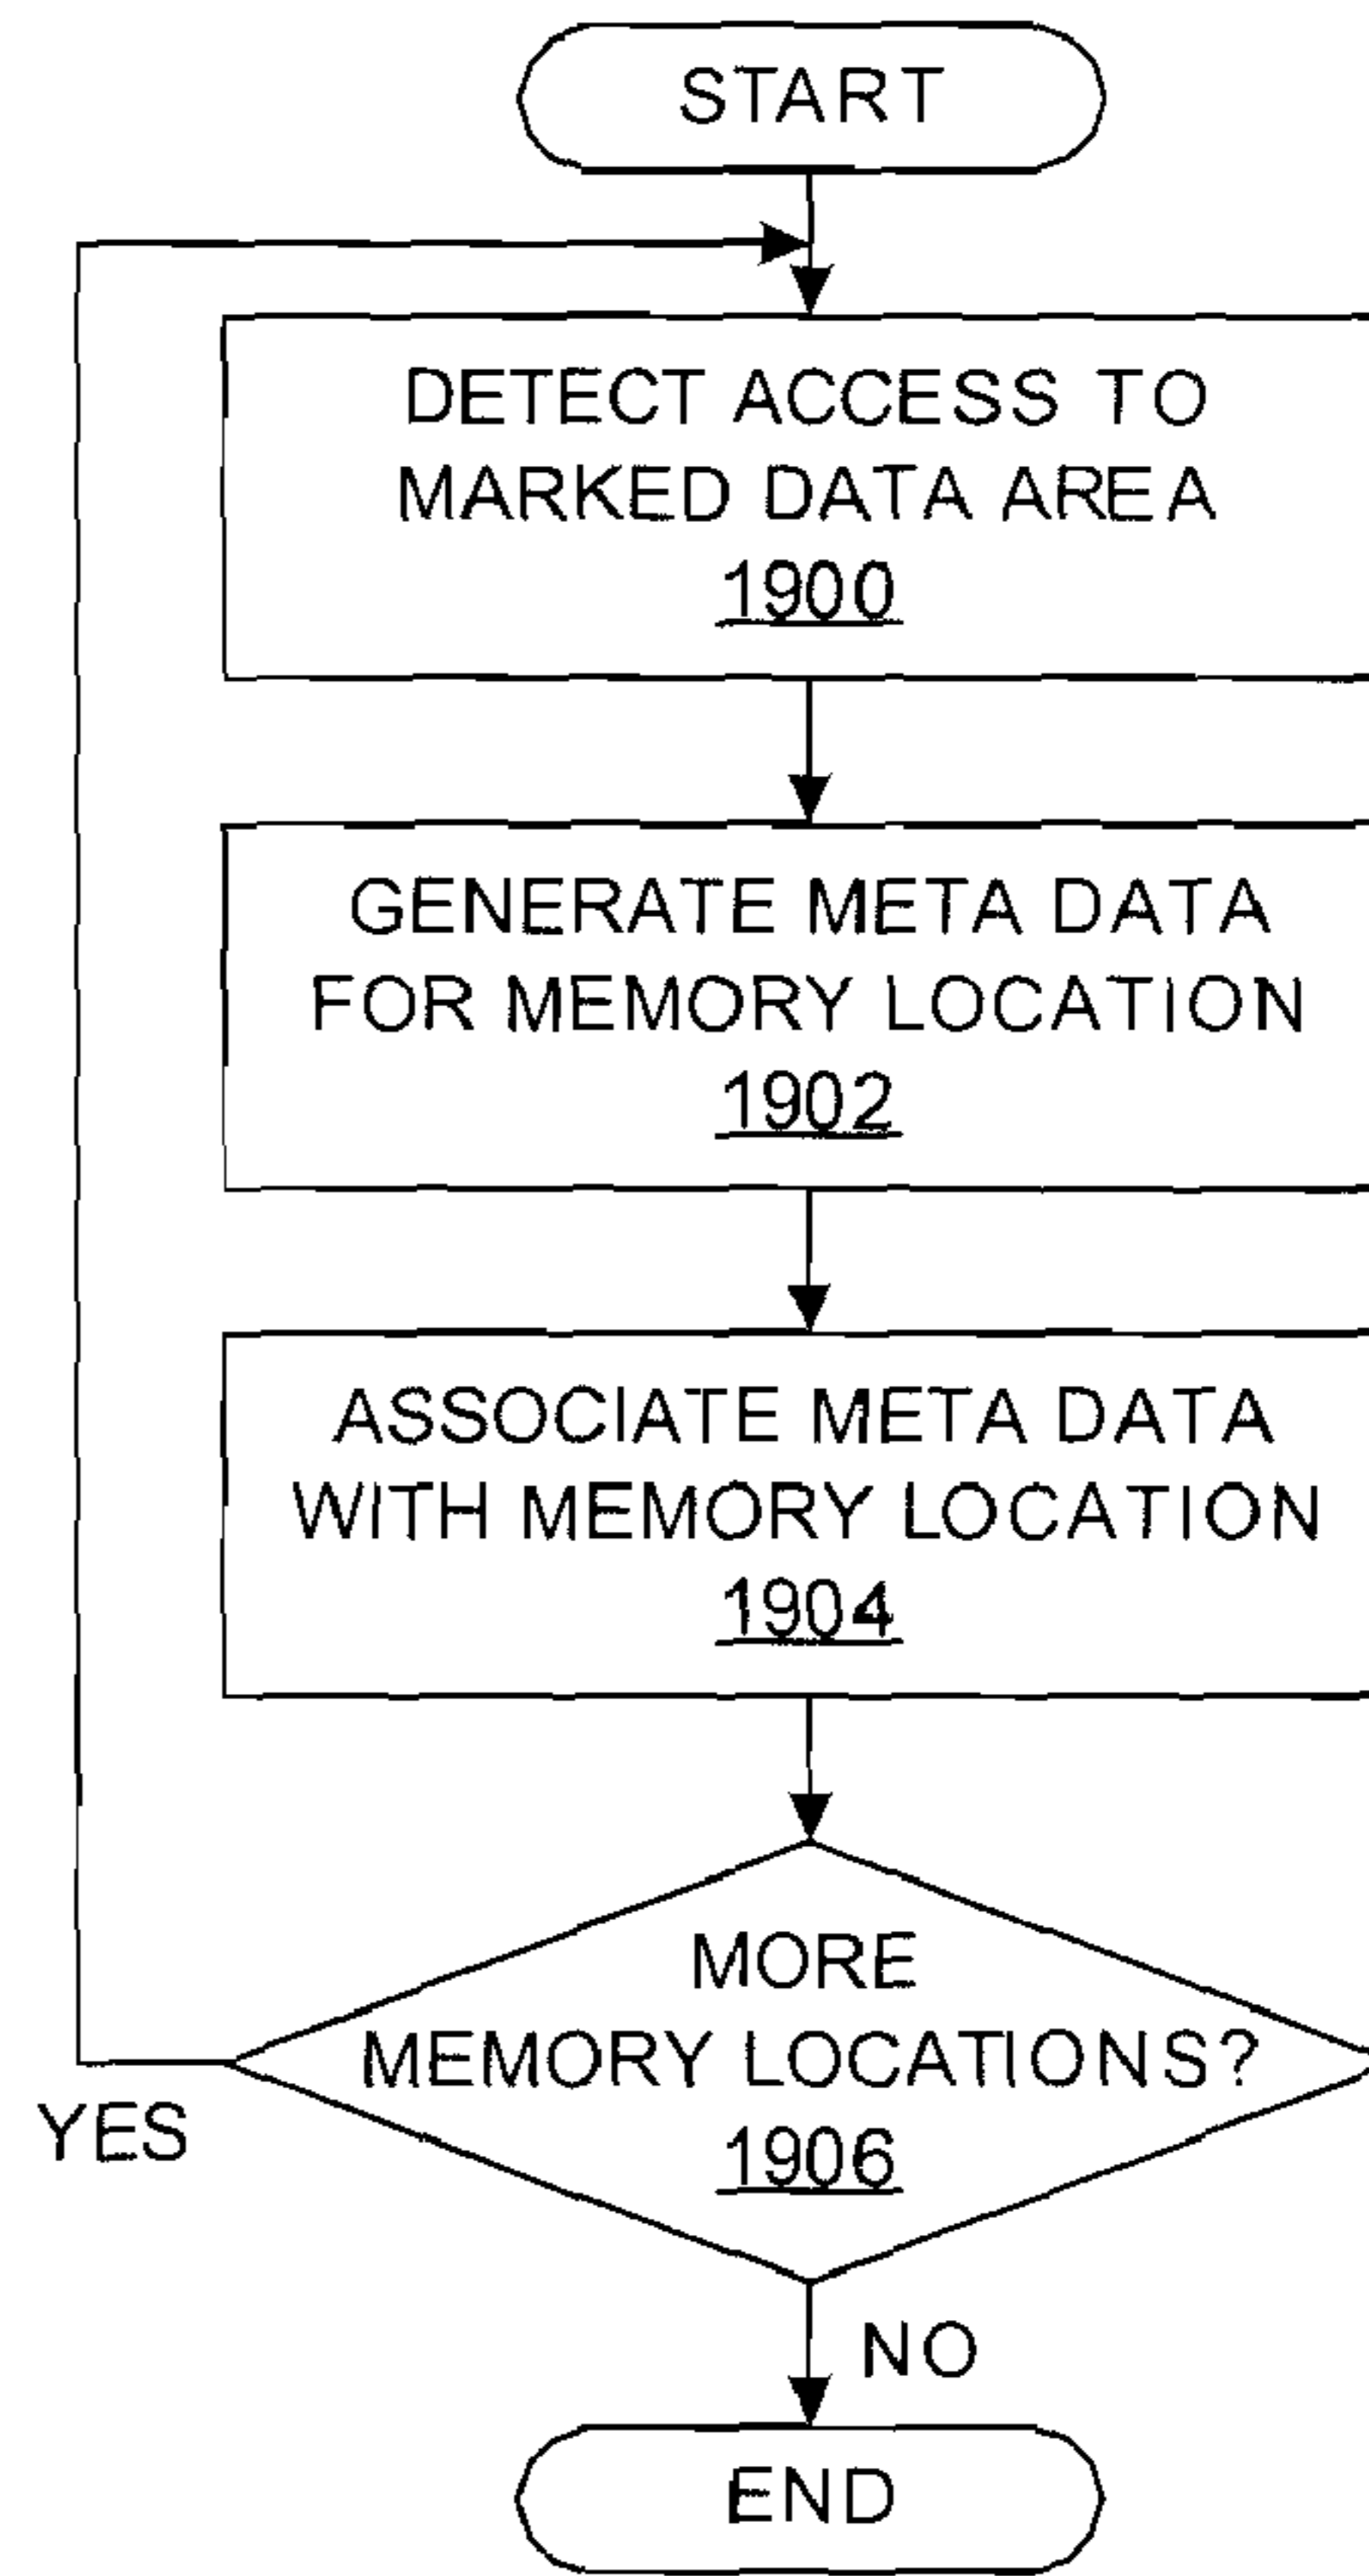 START
DETECT ACCESS TO
MARKED DATA AREA
1900
GENERATE META DATA
FOR MEMORY LOCATION
1902
ASSOCIATE META DATA
WITH MEMORY LOCATION
1904
MORE
MEMORY LOCATIONS?
1906
YES
NO
END